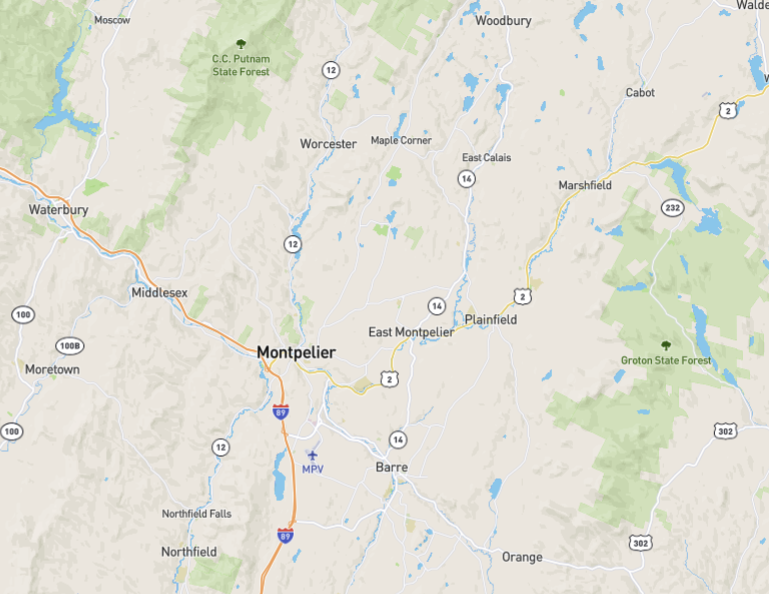 Moscow
Woodbury
Walde
C.C. Putnam
State Forest
12
Cabot
2
Worcester
Maple Corner
East Calais
14
Marshfield
Waterbury
232
12
Middlesex
2
100
14
Plainfield
East Montpelier
100B
Montpelier
Groton State Forest
Moretown
2
89
100
302
14
12
MPV
Barre
Northfield Falls
89
302
Northfield
Orange